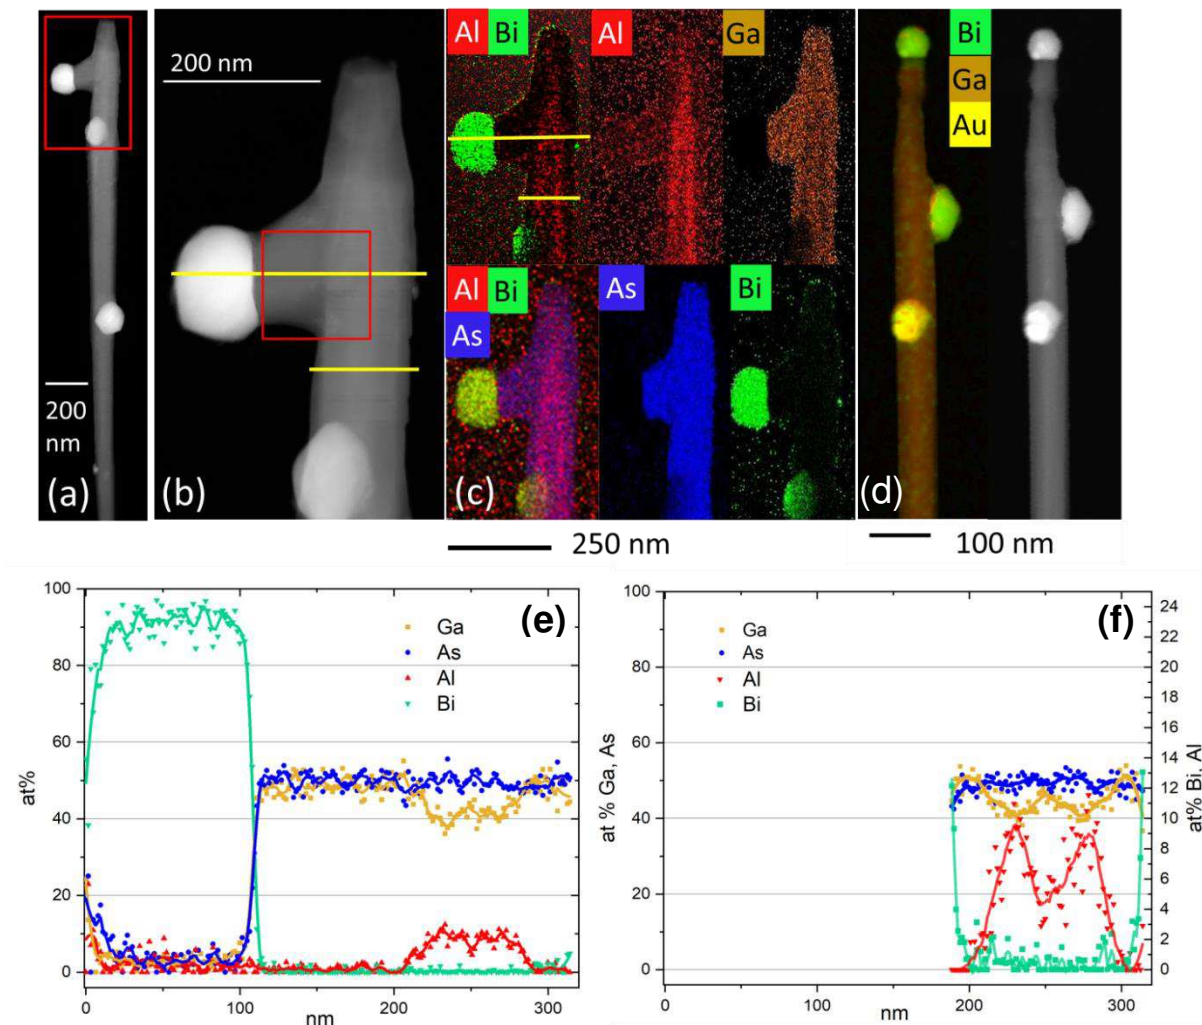 200 nm
200
nm
(a)
(b)
Al Bi
Al
Ga
Al Bi
As
As
Bi
(c)
Bi
Ga
Au
(d)
250 nm
100 nm
(e)
100
80
60
40
20
0
at%
Ga
As
Al
Bi
0 100 200 300
nm
(f)
100
80
60
40
20
0
at % Ga, As
Ga
As
Al
Bi
24
22
20
18
16
14
12
10
8
6
4
2
0
at% Bi, Al
0 100 200 300
nm